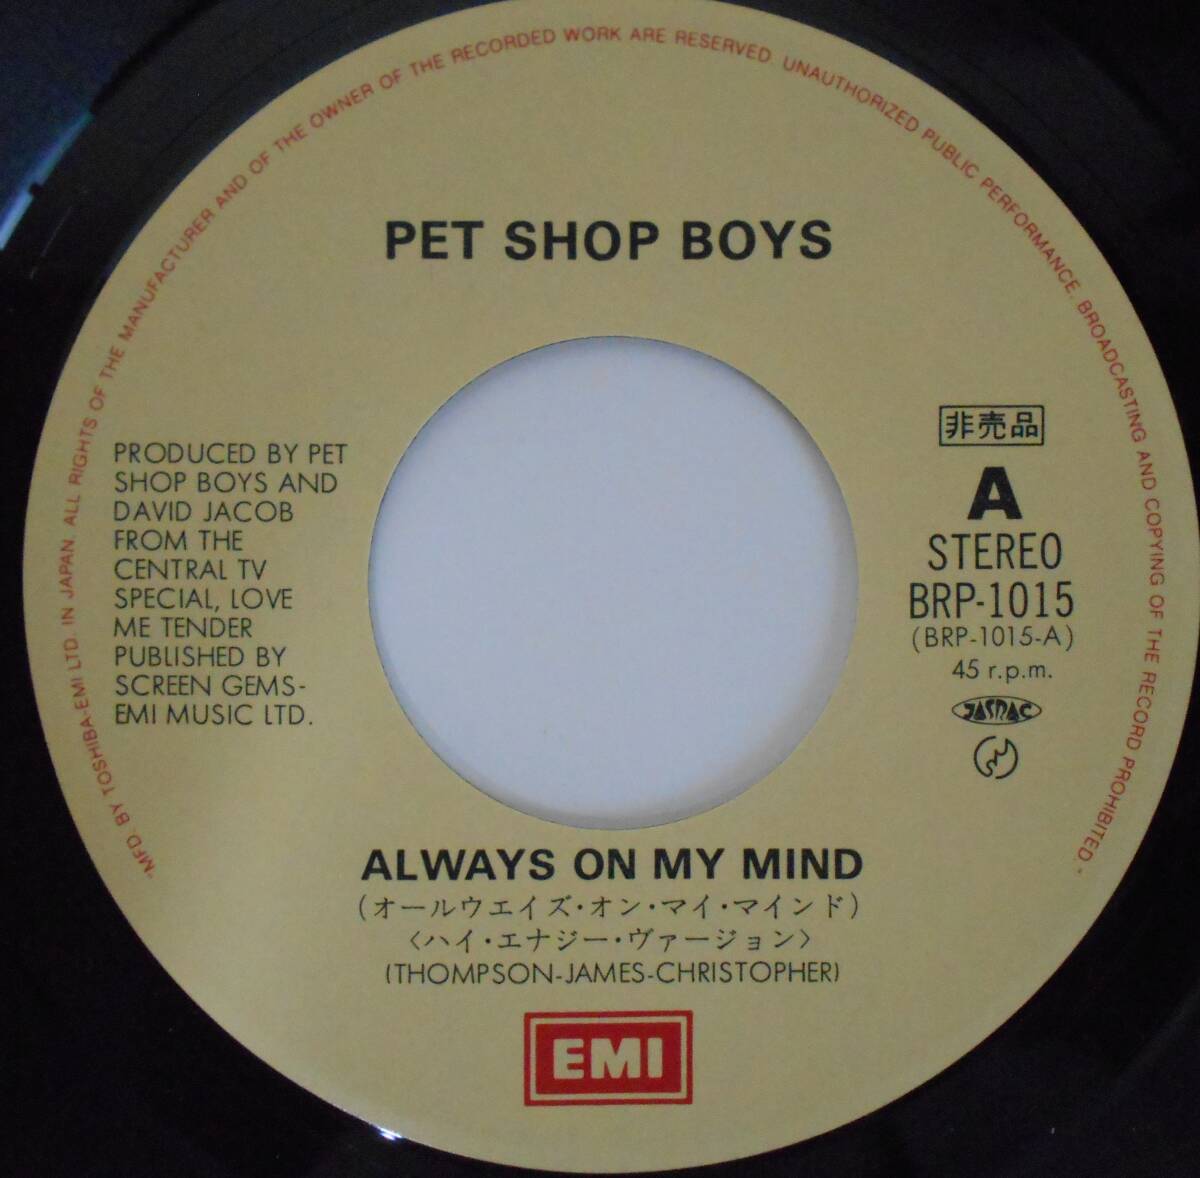 "MFD. BY TOSHIBA-EMI LTD. IN JAPAN. ALL RIGHTS OF THE MANUFACTURER AND OF THE OWNER OF THE RECORDED WORK ARE RESERVED. UNAUTHORIZED PUBLIC PERFORMANCE. BROADCASTING AND COPYING OF THE RECORD PROHIBITED."
PET SHOP BOYS
PRODUCED BY PET
SHOP BOYS AND
DAVID JACOB
FROM THE
CENTRAL TV
SPECIAL, LOVE
ME TENDER
PUBLISHED BY
SCREEN GEMS-
EMI MUSIC LTD.
非売品
A
STEREO
BRP-1015
(BRP-1015-A)
45 r.p.m.
JASRAC
ALWAYS ON MY MIND
(オールウエイズ・オン・マイ・マインド)
〈ハイ・エナジー・ヴァージョン〉
(THOMPSON-JAMES-CHRISTOPHER)
EMI